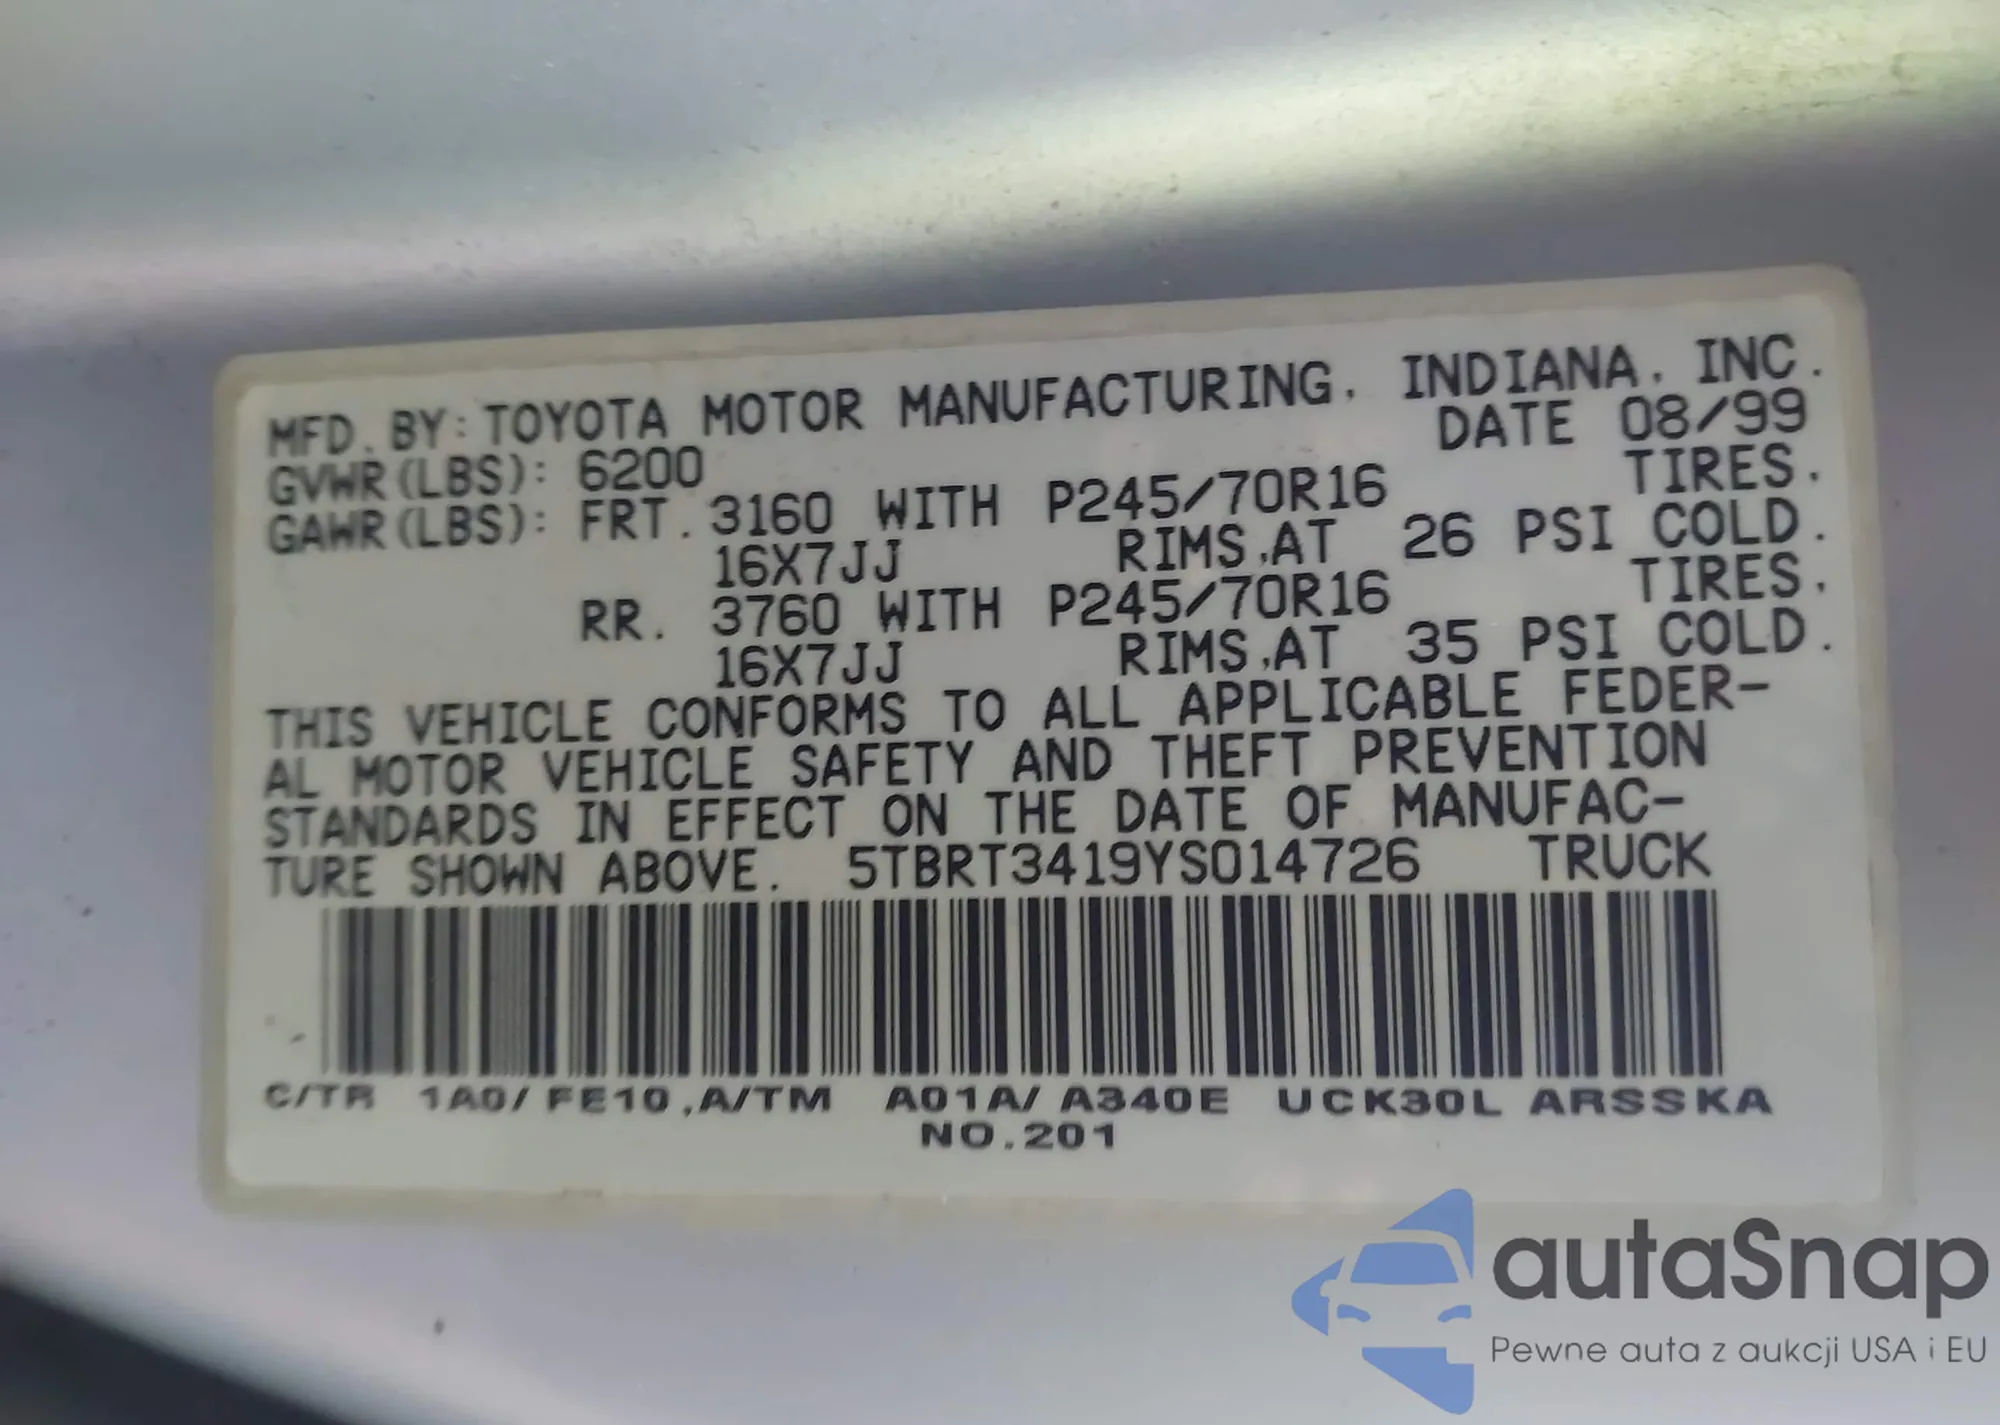 MFD. BY: TOYOTA MOTOR MANUFACTURING, INDIANA, INC.
DATE 08/99
GVWR(LBS): 6200
GAWR(LBS): FRT. 3160 WITH P245/70R16 TIRES,
16X7JJ RIMS,AT 26 PSI COLD.
RR. 3760 WITH P245/70R16 TIRES,
16X7JJ RIMS,AT 35 PSI COLD.
THIS VEHICLE CONFORMS TO ALL APPLICABLE FEDER-
AL MOTOR VEHICLE SAFETY AND THEFT PREVENTION
STANDARDS IN EFFECT ON THE DATE OF MANUFAC-
TURE SHOWN ABOVE. 5TBRT3419YS014726 TRUCK
C/TR 1A0/FE10,A/TM A01A/A340E UCK30L ARSSKA
NO.201
autaSnap
Pewne auta z aukcji USA i EU